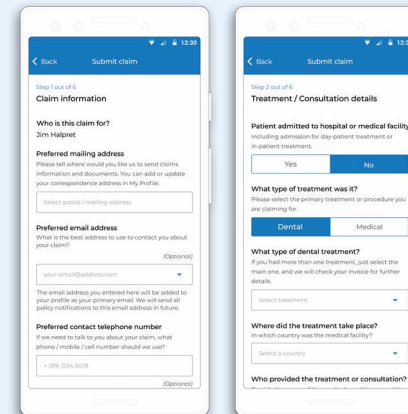 12:30
Back Submit claim
Step 1 out of 6
Claim information
Who is this claim for?
Jim Halpret
Preferred mailing address
Please tell where would you like us to send claims
information and documents. You can add or update
your correspondence address in My Profile.
Select postal / mailing address
Preferred email address
What is the best address to use to contact you about
your claim?
(Optional)
your-email@address.com
The email address you entered here will be added to
your profile as your primary email. We will send all
policy notifications to this email address in future.
Preferred contact telephone number
If we need to talk to you about your claim, what
phone / mobile / cell number should we use?
+ (99) 1234 5678
(Optional)
12:3
Back Submit claim
Step 2 out of 6
Treatment / Consultation details
Patient admitted to hospital or medical facility
Including admission for day-patient treatment or
in-patient treatment.
Yes No
What type of treatment was it?
Please select the primary treatment or procedure you
are claiming for.
Dental Medical
What type of dental treatment?
If you had more than one treatment, just select the
main one, and we will check your invoice for further
details.
Select treatment
Where did the treatment take place?
In which country was the medical facility?
Select a country
Who provided the treatment or consultation?